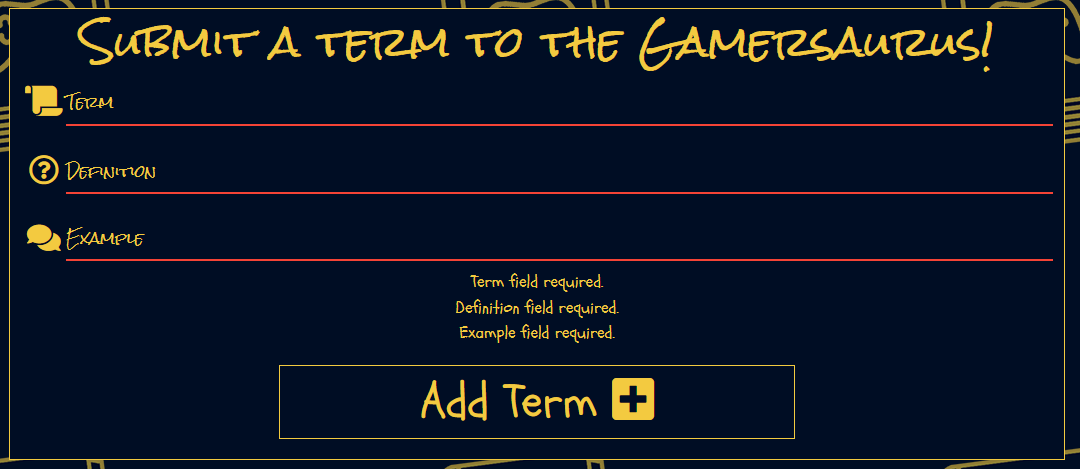 Submit a term to the Gamersaurus!
Term
Definition
Example
Term field required.
Definition field required.
Example field required.
Add Term